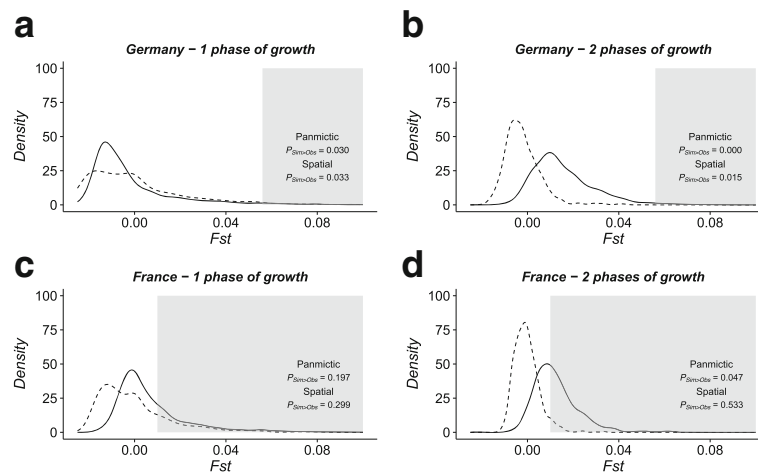 a
Germany − 1 phase of growth
Density
100
75
50
25
0
Panmictic
PSim>Obs = 0.030
Spatial
PSim>Obs = 0.033
0.00 0.04 0.08
Fst
b
Germany − 2 phases of growth
Density
100
75
50
25
0
Panmictic
PSim>Obs = 0.000
Spatial
PSim>Obs = 0.015
0.00 0.04 0.08
Fst
c
France − 1 phase of growth
Density
100
75
50
25
0
Panmictic
PSim>Obs = 0.197
Spatial
PSim>Obs = 0.299
0.00 0.04 0.08
Fst
d
France − 2 phases of growth
Density
100
75
50
25
0
Panmictic
PSim>Obs = 0.047
Spatial
PSim>Obs = 0.533
0.00 0.04 0.08
Fst